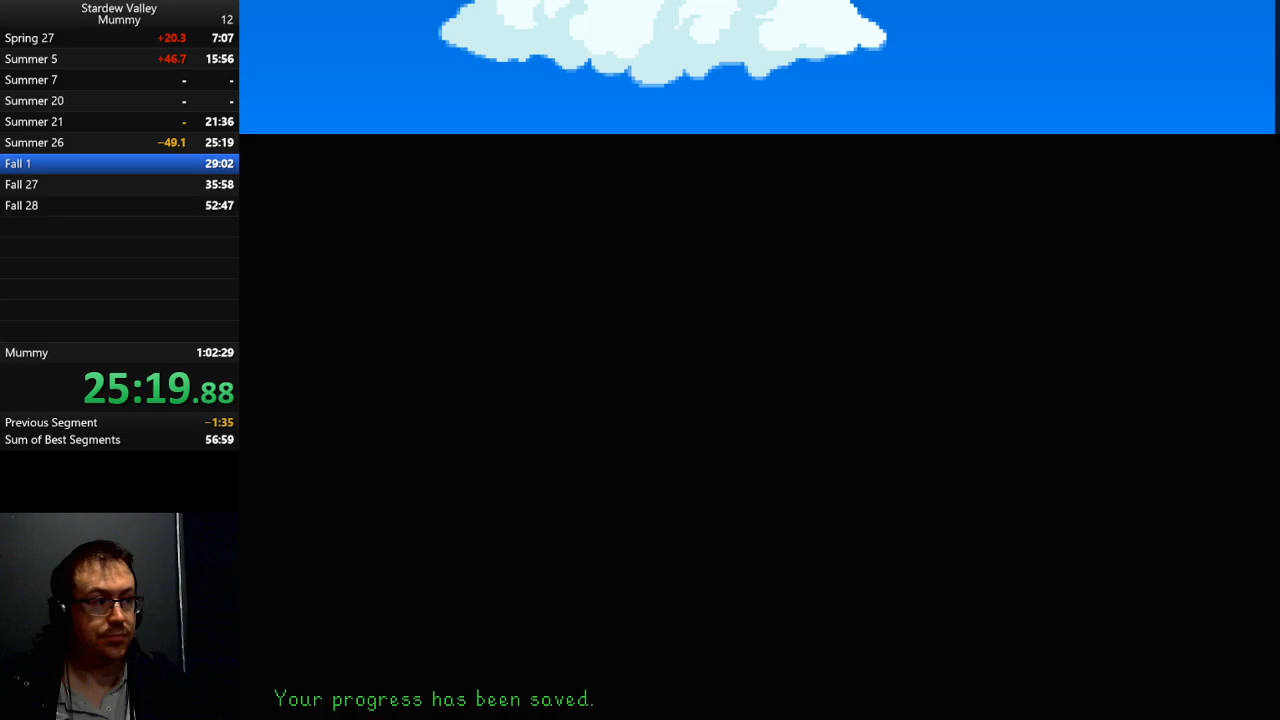 Stardew Valley
Mummy 12
Spring 27 +20.3 7:07
Summer 5 +46.7 15:56
Summer 7 - -
Summer 20 - -
Summer 21 - 21:36
Summer 26 −49.1 25:19
Fall 1 29:02
Fall 27 35:58
Fall 28 52:47
Mummy 1:02:29
25:19.88
Previous Segment −1:35
Sum of Best Segments 56:59
Your progress has been saved.